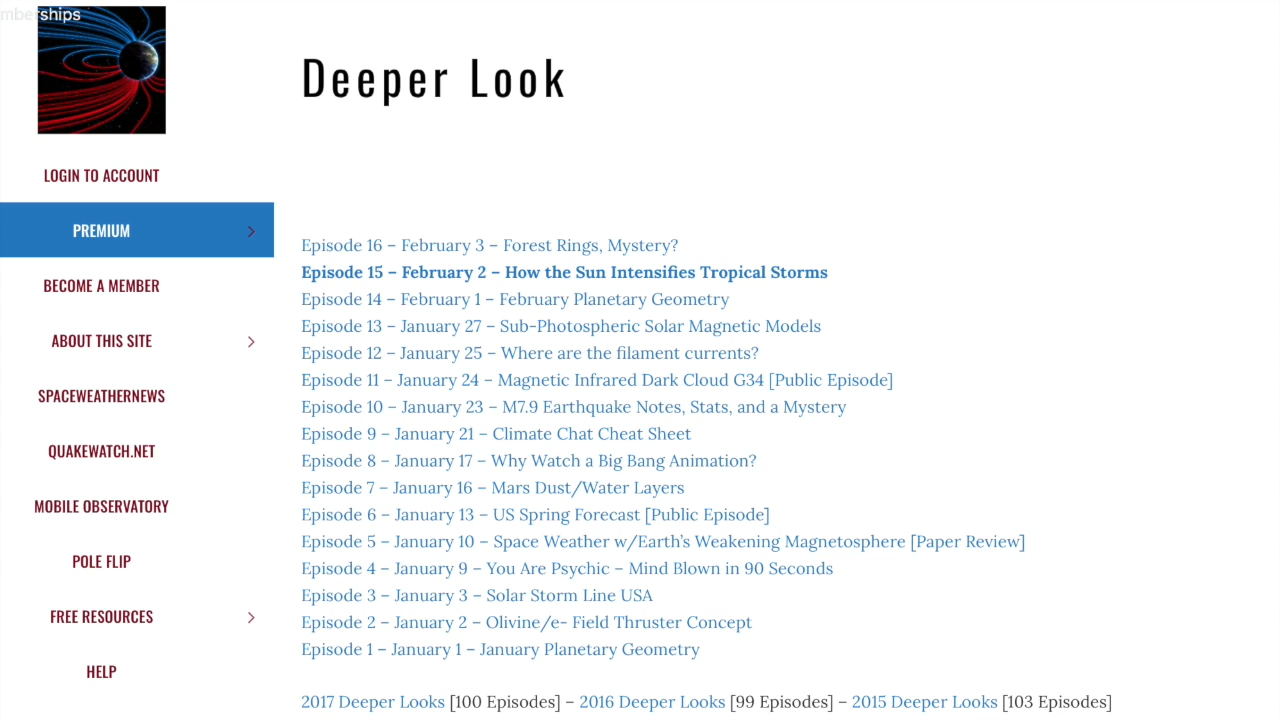 mberships
Deeper Look
LOGIN TO ACCOUNT
PREMIUM
BECOME A MEMBER
ABOUT THIS SITE
SPACEWEATHERNEWS
QUAKEWATCH.NET
MOBILE OBSERVATORY
POLE FLIP
FREE RESOURCES
HELP
Episode 16 – February 3 – Forest Rings, Mystery?
Episode 15 – February 2 – How the Sun Intensifies Tropical Storms
Episode 14 – February 1 – February Planetary Geometry
Episode 13 – January 27 – Sub-Photospheric Solar Magnetic Models
Episode 12 – January 25 – Where are the filament currents?
Episode 11 – January 24 – Magnetic Infrared Dark Cloud G34 [Public Episode]
Episode 10 – January 23 – M7.9 Earthquake Notes, Stats, and a Mystery
Episode 9 – January 21 – Climate Chat Cheat Sheet
Episode 8 – January 17 – Why Watch a Big Bang Animation?
Episode 7 – January 16 – Mars Dust/Water Layers
Episode 6 – January 13 – US Spring Forecast [Public Episode]
Episode 5 – January 10 – Space Weather w/Earth’s Weakening Magnetosphere [Paper Review]
Episode 4 – January 9 – You Are Psychic – Mind Blown in 90 Seconds
Episode 3 – January 3 – Solar Storm Line USA
Episode 2 – January 2 – Olivine/e- Field Thruster Concept
Episode 1 – January 1 – January Planetary Geometry
2017 Deeper Looks [100 Episodes] – 2016 Deeper Looks [99 Episodes] – 2015 Deeper Looks [103 Episodes]